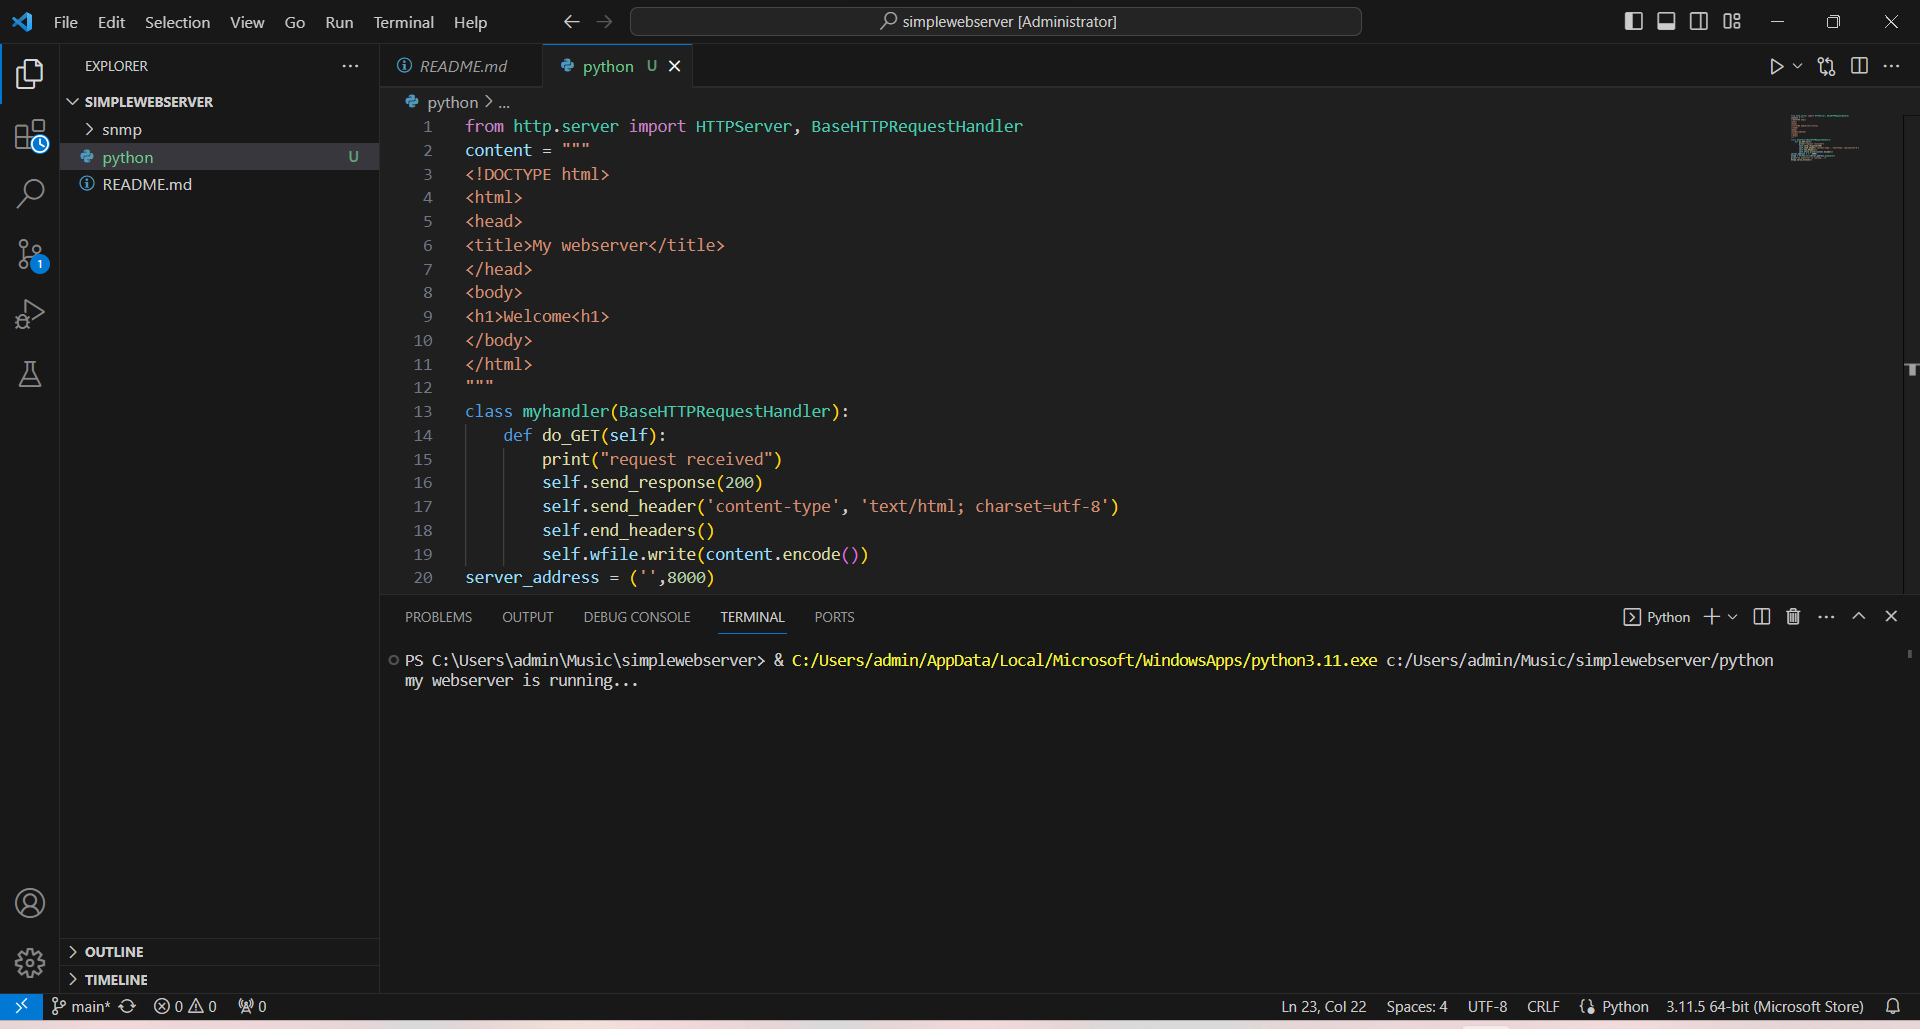 File Edit Selection View Go Run Terminal Help
simplewebserver [Administrator]
EXPLORER
SIMPLEWEBSERVER
snmp
python U
README.md
OUTLINE
TIMELINE
README.md
python U
python > ...
1 from http.server import HTTPServer, BaseHTTPRequestHandler
2 content = """
3 <!DOCTYPE html>
4 <html>
5 <head>
6 <title>My webserver</title>
7 </head>
8 <body>
9 <h1>Welcome<h1>
10 </body>
11 </html>
12 """
13 class myhandler(BaseHTTPRequestHandler):
14 def do_GET(self):
15 print("request received")
16 self.send_response(200)
17 self.send_header('content-type', 'text/html; charset=utf-8')
18 self.end_headers()
19 self.wfile.write(content.encode())
20 server_address = ('',8000)
PROBLEMS OUTPUT DEBUG CONSOLE TERMINAL PORTS
Python
PS C:\Users\admin\Music\simplewebserver> & C:/Users/admin/AppData/Local/Microsoft/WindowsApps/python3.11.exe c:/Users/admin/Music/simplewebserver/python
my webserver is running...
1
main* 0 0 0
Ln 23, Col 22 Spaces: 4 UTF-8 CRLF Python 3.11.5 64-bit (Microsoft Store)